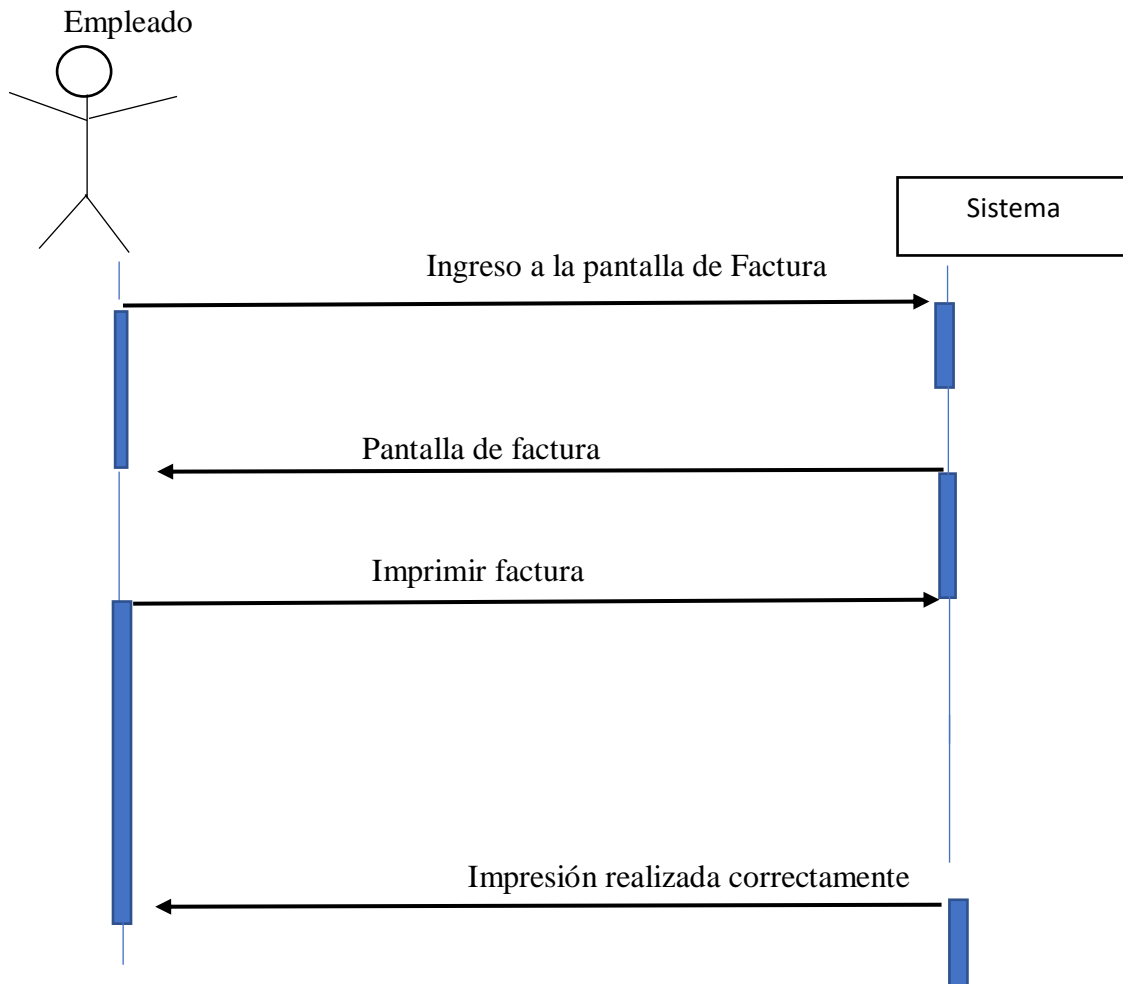 Empleado
Sistema
Ingreso a la pantalla de Factura
Pantalla de factura
Imprimir factura
Impresión realizada correctamente